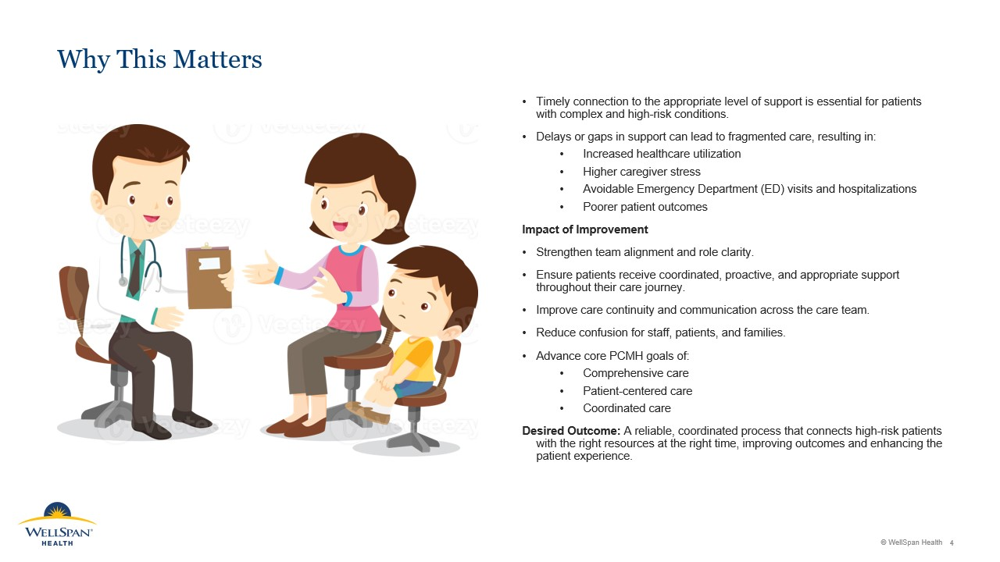 Why This Matters
• Timely connection to the appropriate level of support is essential for patients
with complex and high-risk conditions.
• Delays or gaps in support can lead to fragmented care, resulting in:
• Increased healthcare utilization
• Higher caregiver stress
• Avoidable Emergency Department (ED) visits and hospitalizations
• Poorer patient outcomes
Impact of Improvement
• Strengthen team alignment and role clarity.
• Ensure patients receive coordinated, proactive, and appropriate support
throughout their care journey.
• Improve care continuity and communication across the care team.
• Reduce confusion for staff, patients, and families.
• Advance core PCMH goals of:
• Comprehensive care
• Patient-centered care
• Coordinated care
Desired Outcome: A reliable, coordinated process that connects high-risk patients
with the right resources at the right time, improving outcomes and enhancing the
patient experience.
vecteezy
Vecteezy
Vecteezy
Vecteezy
Vecteezy
WELLSPAN®
HEALTH
© WellSpan Health 4